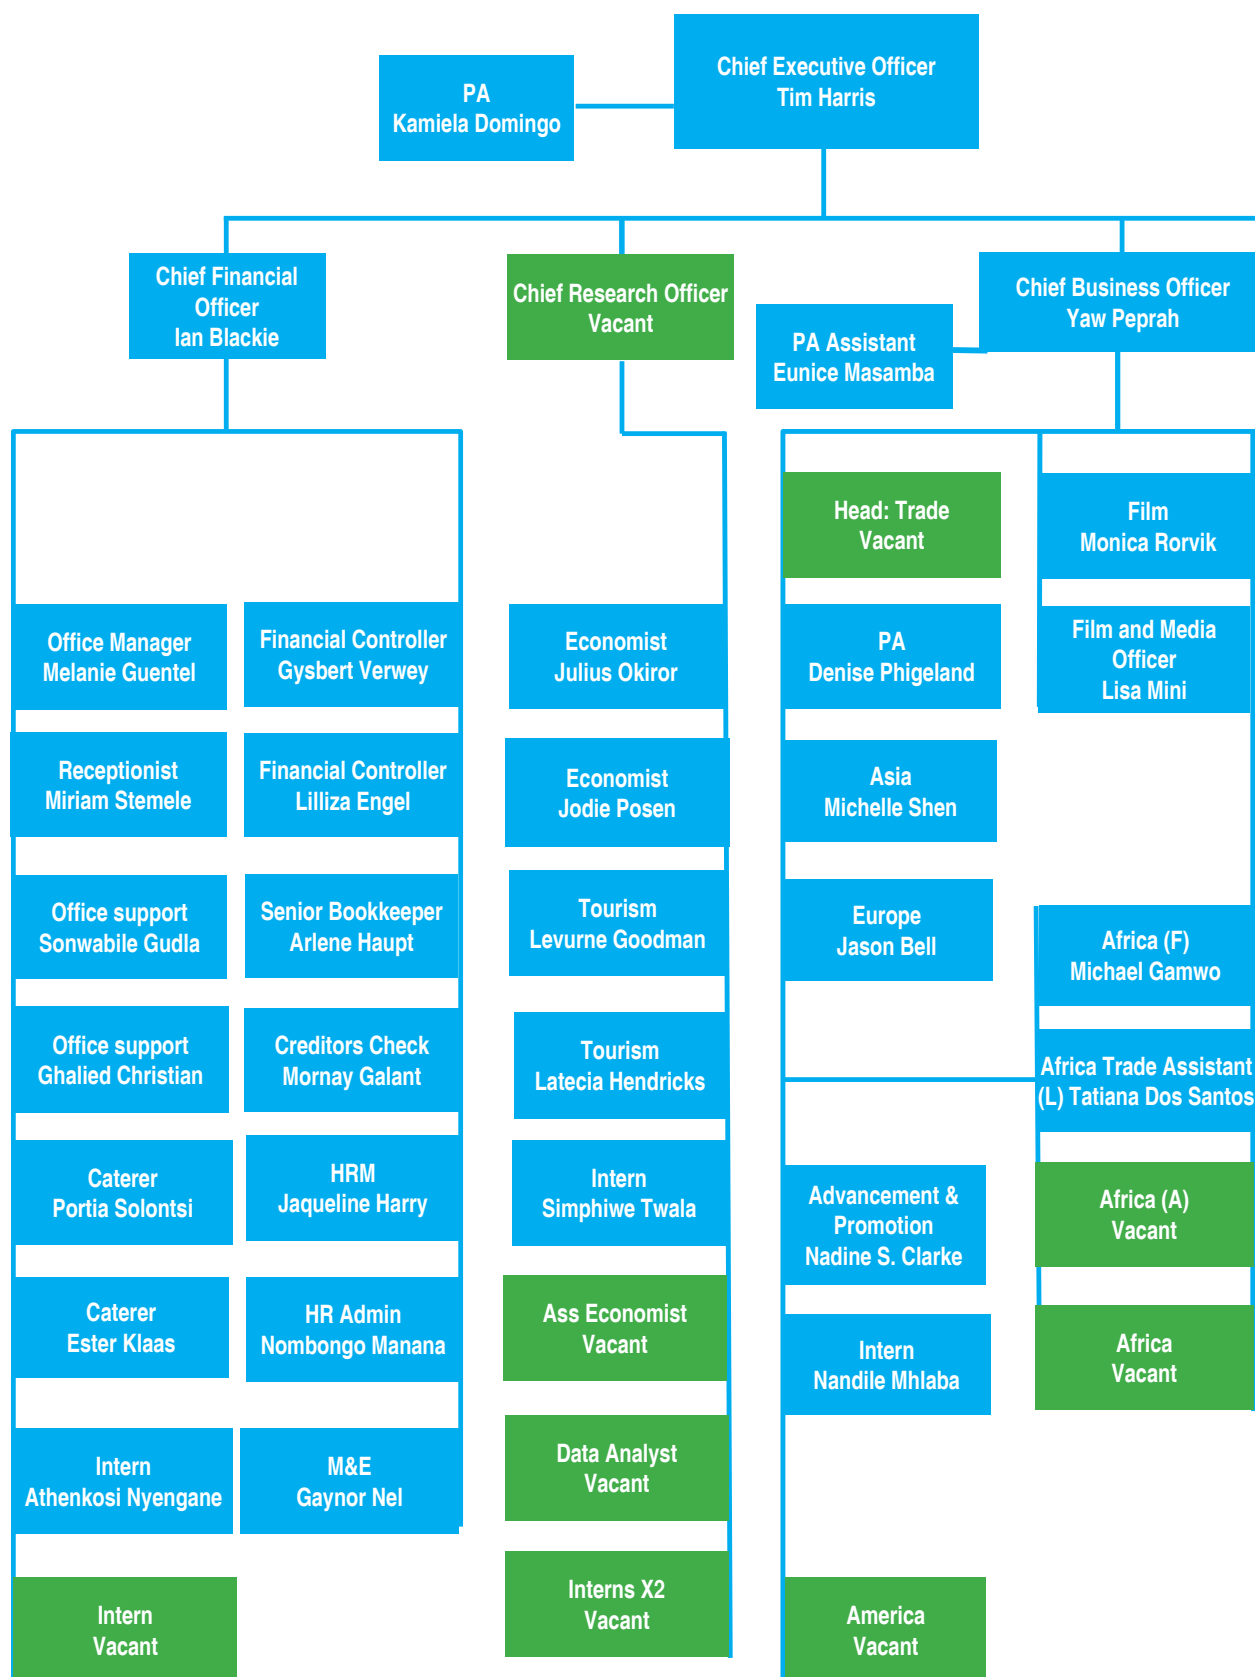 Chief Executive Officer
Tim Harris
PA
Kamiela Domingo
Chief Financial
Officer
Ian Blackie
Chief Research Officer
Vacant
Chief Business Officer
Yaw Peprah
PA Assistant
Eunice Masamba
Office Manager
Melanie Guentel
Receptionist
Miriam Stemele
Office support
Sonwabile Gudla
Office support
Ghalied Christian
Caterer
Portia Solontsi
Caterer
Ester Klaas
Intern
Athenkosi Nyengane
Intern
Vacant
Financial Controller
Gysbert Verwey
Financial Controller
Lilliza Engel
Senior Bookkeeper
Arlene Haupt
Creditors Check
Mornay Galant
HRM
Jaqueline Harry
HR Admin
Nombongo Manana
M&E
Gaynor Nel
Economist
Julius Okiror
Economist
Jodie Posen
Tourism
Levurne Goodman
Tourism
Latecia Hendricks
Intern
Simphiwe Twala
Ass Economist
Vacant
Data Analyst
Vacant
Interns X2
Vacant
Head: Trade
Vacant
PA
Denise Phigeland
Asia
Michelle Shen
Europe
Jason Bell
Advancement &
Promotion
Nadine S. Clarke
Intern
Nandile Mhlaba
America
Vacant
Film
Monica Rorvik
Film and Media
Officer
Lisa Mini
Africa (F)
Michael Gamwo
Africa Trade Assistant
(L) Tatiana Dos Santos
Africa (A)
Vacant
Africa
Vacant